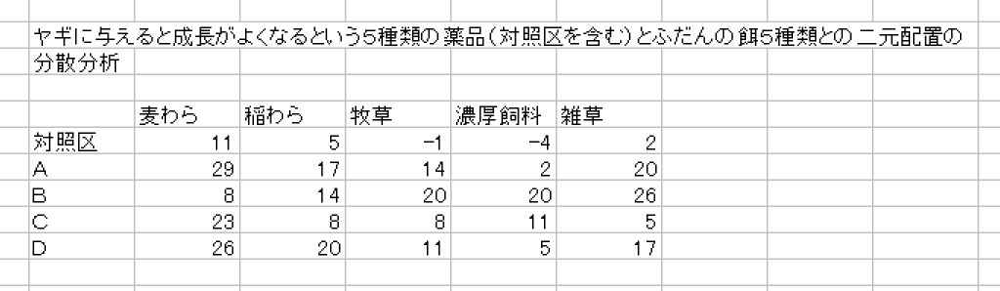 ヤギに与えると成長がよくなるという５種類の薬品（対照区を含む）とふだんの餌５種類との二元配置の
分散分析
麦わら 稲わら 牧草 濃厚飼料 雑草
対照区 11 5 -1 -4 2
A 29 17 14 2 20
B 8 14 20 20 26
C 23 8 8 11 5
D 26 20 11 5 17